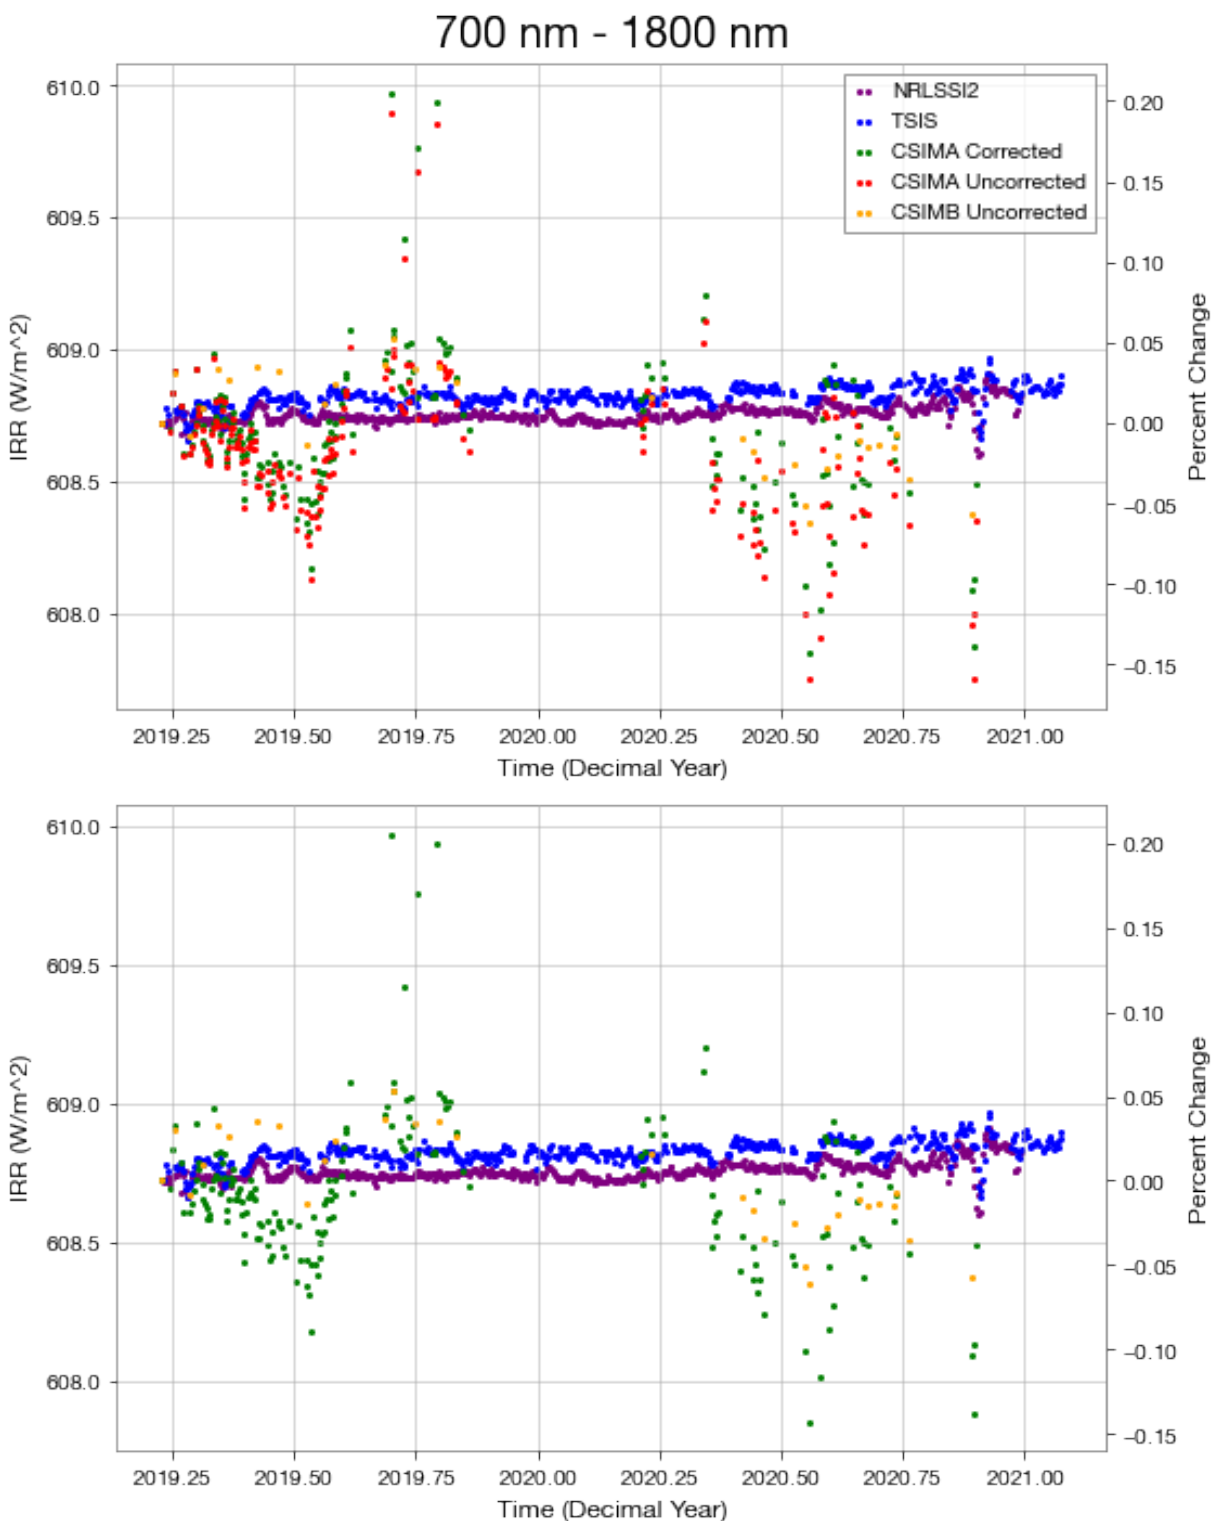 700 nm - 1800 nm
610.0
609.5
609.0
608.5
608.0
IRR (W/m^2)
NRLSSI2
TSIS
CSIMA Corrected
CSIMA Uncorrected
CSIMB Uncorrected
0.20
0.15
0.10
0.05
0.00
−0.05
−0.10
−0.15
Percent Change
2019.25 2019.50 2019.75 2020.00 2020.25 2020.50 2020.75 2021.00
Time (Decimal Year)
610.0
609.5
609.0
608.5
608.0
IRR (W/m^2)
0.20
0.15
0.10
0.05
0.00
−0.05
−0.10
−0.15
Percent Change
2019.25 2019.50 2019.75 2020.00 2020.25 2020.50 2020.75 2021.00
Time (Decimal Year)